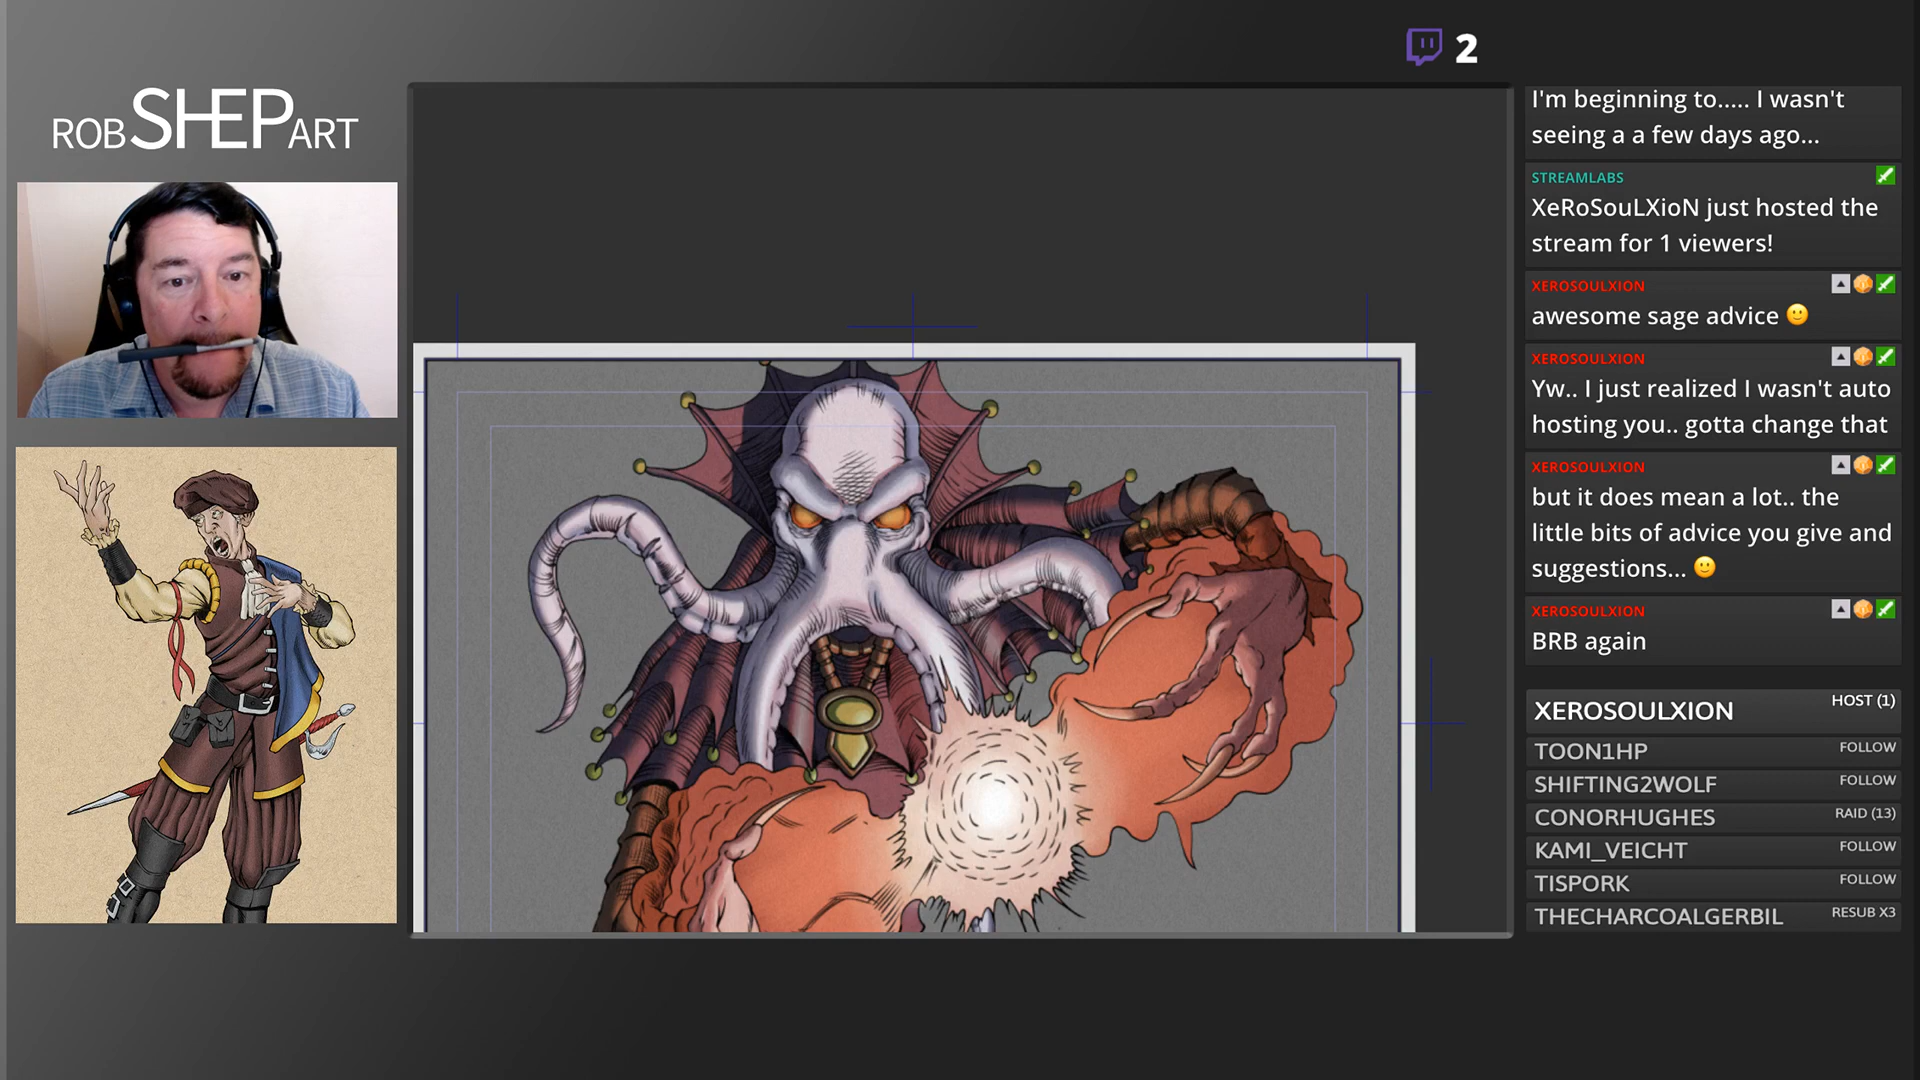 2
ROB SHEP ART
I'm beginning to..... I wasn't
seeing a a few days ago...
STREAMLABS
XeRoSouLXioN just hosted the
stream for 1 viewers!
XEROSOULXION
awesome sage advice 🙂
XEROSOULXION
Yw.. I just realized I wasn't auto
hosting you.. gotta change that
XEROSOULXION
but it does mean a lot.. the
little bits of advice you give and
suggestions... 🙂
XEROSOULXION
BRB again
XEROSOULXION HOST (1)
TOON1HP FOLLOW
SHIFTING2WOLF FOLLOW
CONORHUGHES RAID (13)
KAMI_VEICHT FOLLOW
TISPORK FOLLOW
THECHARCOALGERBIL RESUB X3